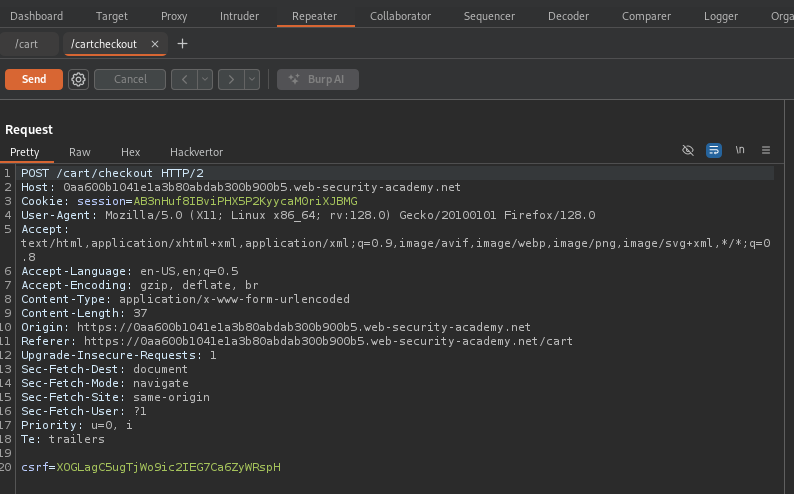 Dashboard Target Proxy Intruder Repeater Collaborator Sequencer Decoder Comparer Logger Orga
/cart /cartcheckout × +
Send Cancel < > Burp AI
Request
Pretty Raw Hex Hackvertor \n
1 POST /cart/checkout HTTP/2
2 Host: 0aa600b1041e1a3b80abdab300b900b5.web-security-academy.net
3 Cookie: session=AB3nHuf8IBviPHX5P2KyycaMOriXJBMG
4 User-Agent: Mozilla/5.0 (X11; Linux x86_64; rv:128.0) Gecko/20100101 Firefox/128.0
5 Accept:
text/html,application/xhtml+xml,application/xml;q=0.9,image/avif,image/webp,image/png,image/svg+xml,*/*;q=0
.8
6 Accept-Language: en-US,en;q=0.5
7 Accept-Encoding: gzip, deflate, br
8 Content-Type: application/x-www-form-urlencoded
9 Content-Length: 37
10 Origin: https://0aa600b1041e1a3b80abdab300b900b5.web-security-academy.net
11 Referer: https://0aa600b1041e1a3b80abdab300b900b5.web-security-academy.net/cart
12 Upgrade-Insecure-Requests: 1
13 Sec-Fetch-Dest: document
14 Sec-Fetch-Mode: navigate
15 Sec-Fetch-Site: same-origin
16 Sec-Fetch-User: ?1
17 Priority: u=0, i
18 Te: trailers
19
20 csrf=XOGLagC5ugTjWo9ic2IEG7Ca6ZyWRspH